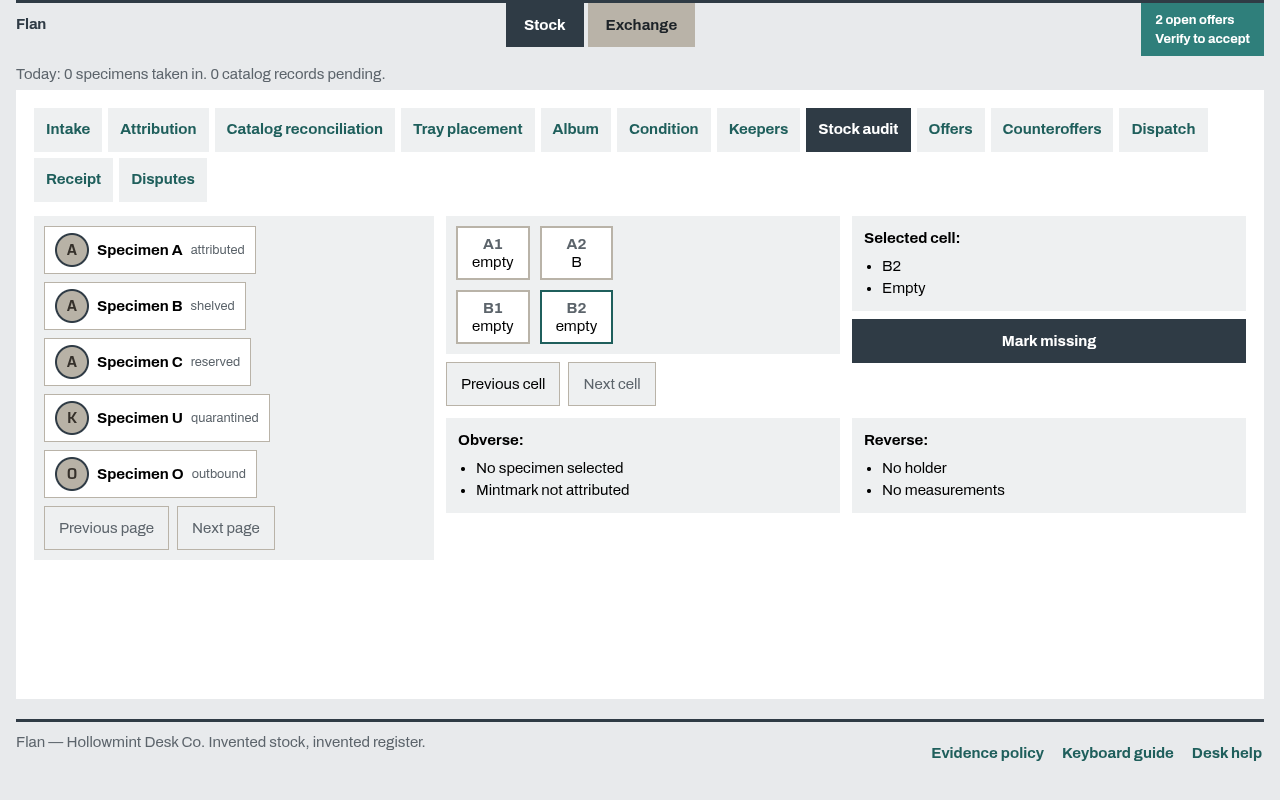 Flan
Stock
Exchange
2 open offers
Verify to accept
Today: 0 specimens taken in. 0 catalog records pending.
Intake
Attribution
Catalog reconciliation
Tray placement
Album
Condition
Keepers
Stock audit
Offers
Counteroffers
Dispatch
Receipt
Disputes
A Specimen A attributed
A Specimen B shelved
A Specimen C reserved
K Specimen U quarantined
O Specimen O outbound
Previous page
Next page
A1
empty
A2
B
B1
empty
B2
empty
Previous cell
Next cell
Selected cell:
• B2
• Empty
Mark missing
Obverse:
• No specimen selected
• Mintmark not attributed
Reverse:
• No holder
• No measurements
Flan — Hollowmint Desk Co. Invented stock, invented register.
Evidence policy
Keyboard guide
Desk help